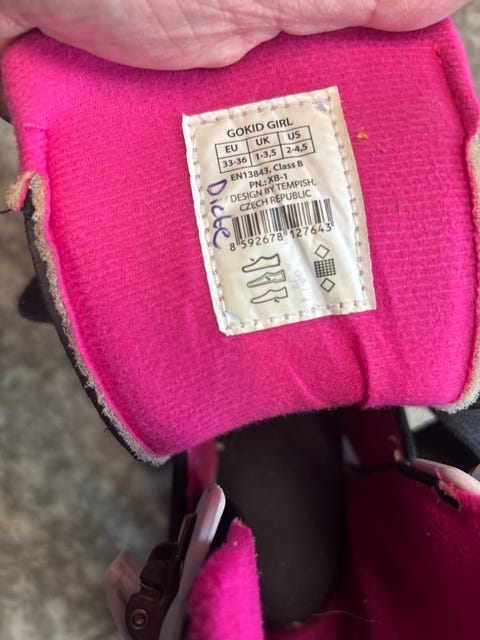 GOKID GIRL
EU UK US
33-36 1-3,5 2-4,5
EN13843, Class B
PN.: XB-1
DESIGN BY TEMPISH,
CZECH REPUBLIC
8 592678 127643
Dicte